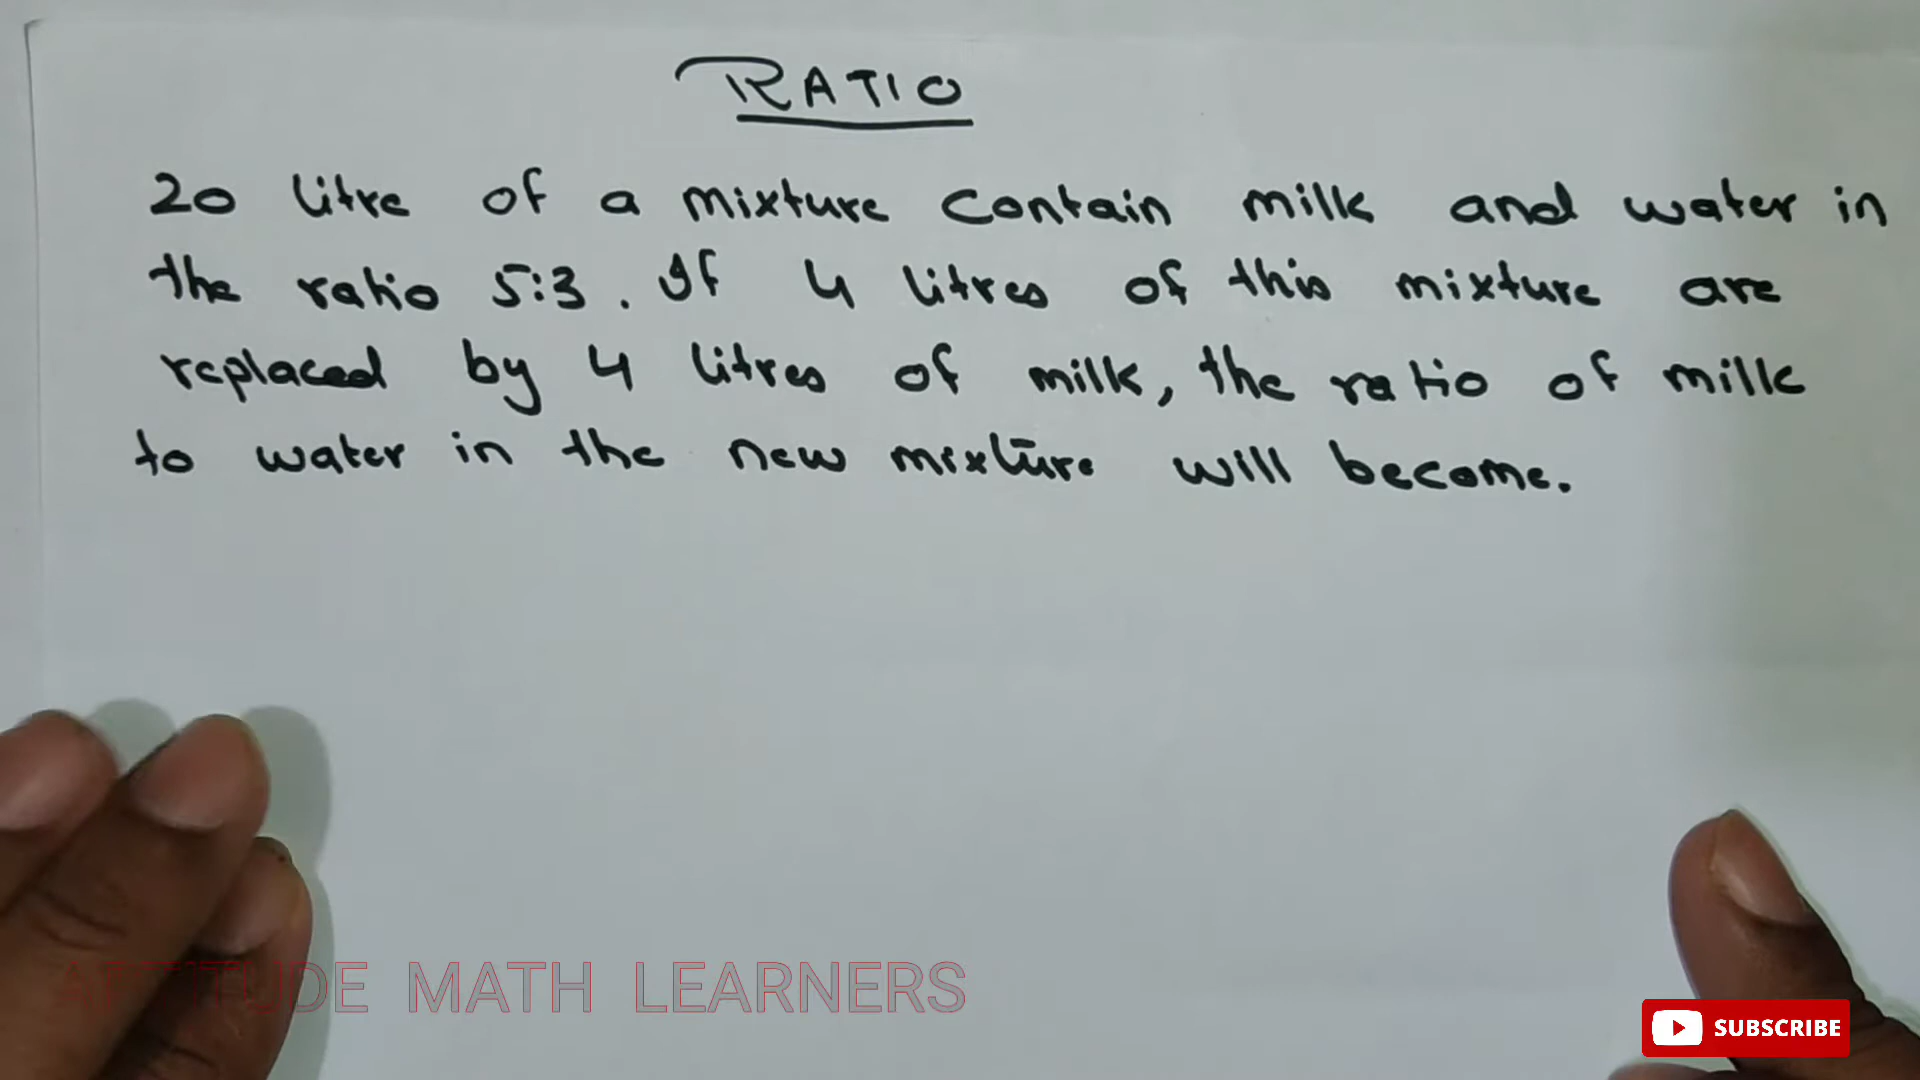 RATIO
20 litre of a mixture contain milk and water in
the ratio 5:3. If 4 litres of this mixture are
replaced by 4 litres of milk, the ratio of milk
to water in the new mixture will become.
APTITUDE MATH LEARNERS
SUBSCRIBE